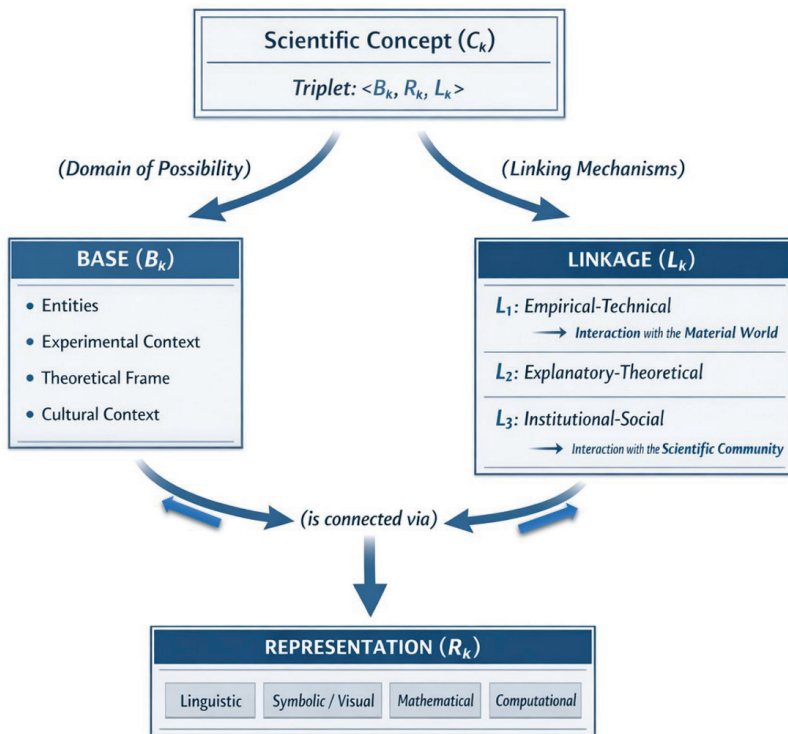 Scientific Concept (Ck)
Triplet: <Bk, Rk, Lk>
(Domain of Possibility)
(Linking Mechanisms)
BASE (Bk)
• Entities
• Experimental Context
• Theoretical Frame
• Cultural Context
LINKAGE (Lk)
L1: Empirical-Technical
→ Interaction with the Material World
L2: Explanatory-Theoretical
L3: Institutional-Social
→ Interaction with the Scientific Community
(is connected via)
REPRESENTATION (Rk)
Linguistic
Symbolic / Visual
Mathematical
Computational